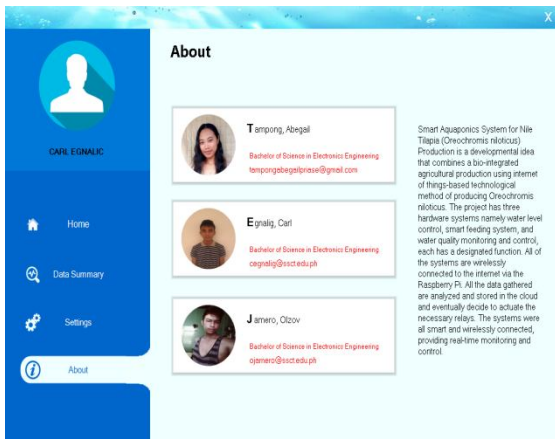 X
About
CARL EGNALIC
Home
Data Summary
Settings
About
Tampong, Abegail
Bachelor of Science in Electronics Engineering
tampongabegailpriase@gmail.com
Egnalig, Carl
Bachelor of Science in Electronics Engineering
cegnalig@ssct.edu.ph
Jamero, Olzov
Bachelor of Science in Electronics Engineering
ojamero@ssct.edu.ph
Smart Aquaponics System for Nile
Tilapia (Oreochromis niloticus)
Production is a developmental idea
that combines a bio-integrated
agricultural production using internet
of things-based technological
method of producing Oreochromis
niloticus. The project has three
hardware systems namely water level
control, smart feeding system, and
water quality monitoring and control,
each has a designated function. All of
the systems are wirelessly
connected to the internet via the
Raspberry Pi. All the data gathered
are analyzed and stored in the cloud
and eventually decide to actuate the
necessary relays. The systems were
all smart and wirelessly connected,
providing real-time monitoring and
control.